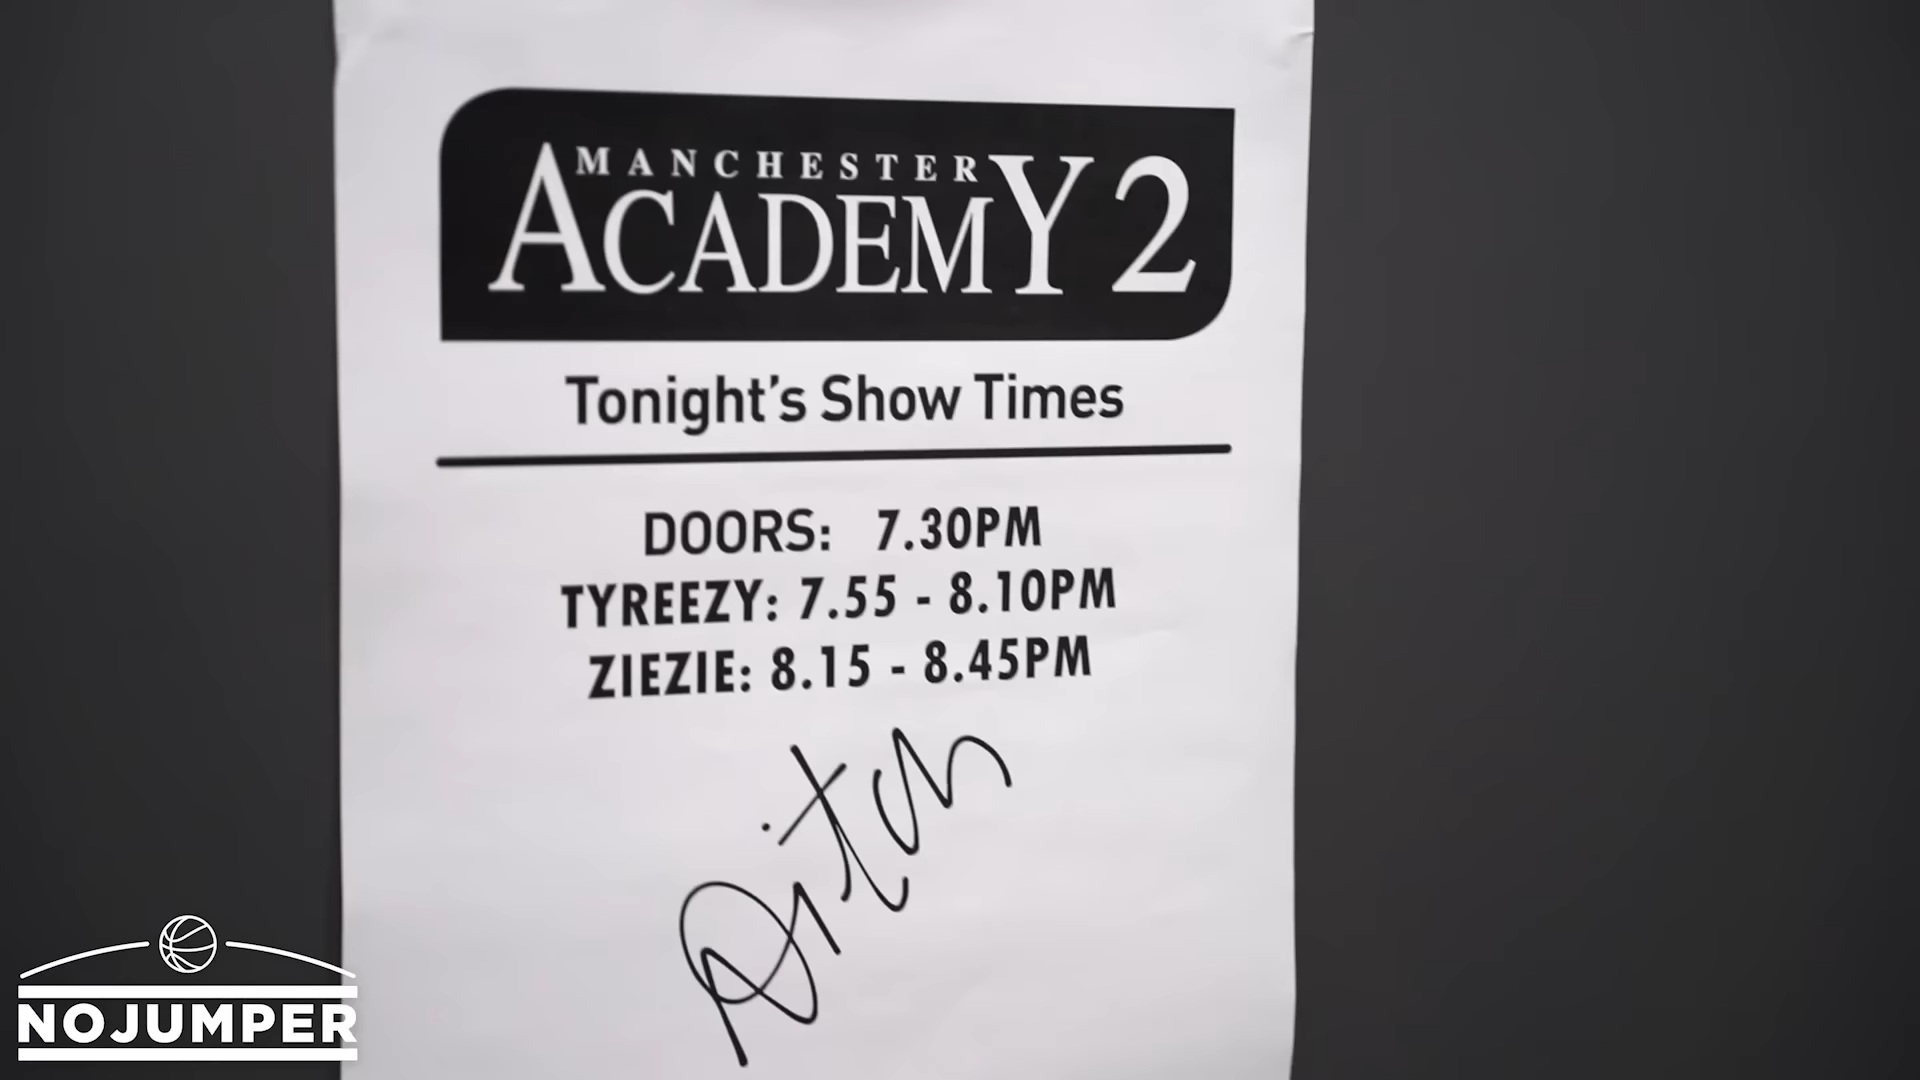 MANCHESTER
ACADEMY 2
Tonight's Show Times
DOORS: 7.30PM
TYREEZY: 7.55 - 8.10PM
ZIEZIE: 8.15 - 8.45PM
NOJUMPER